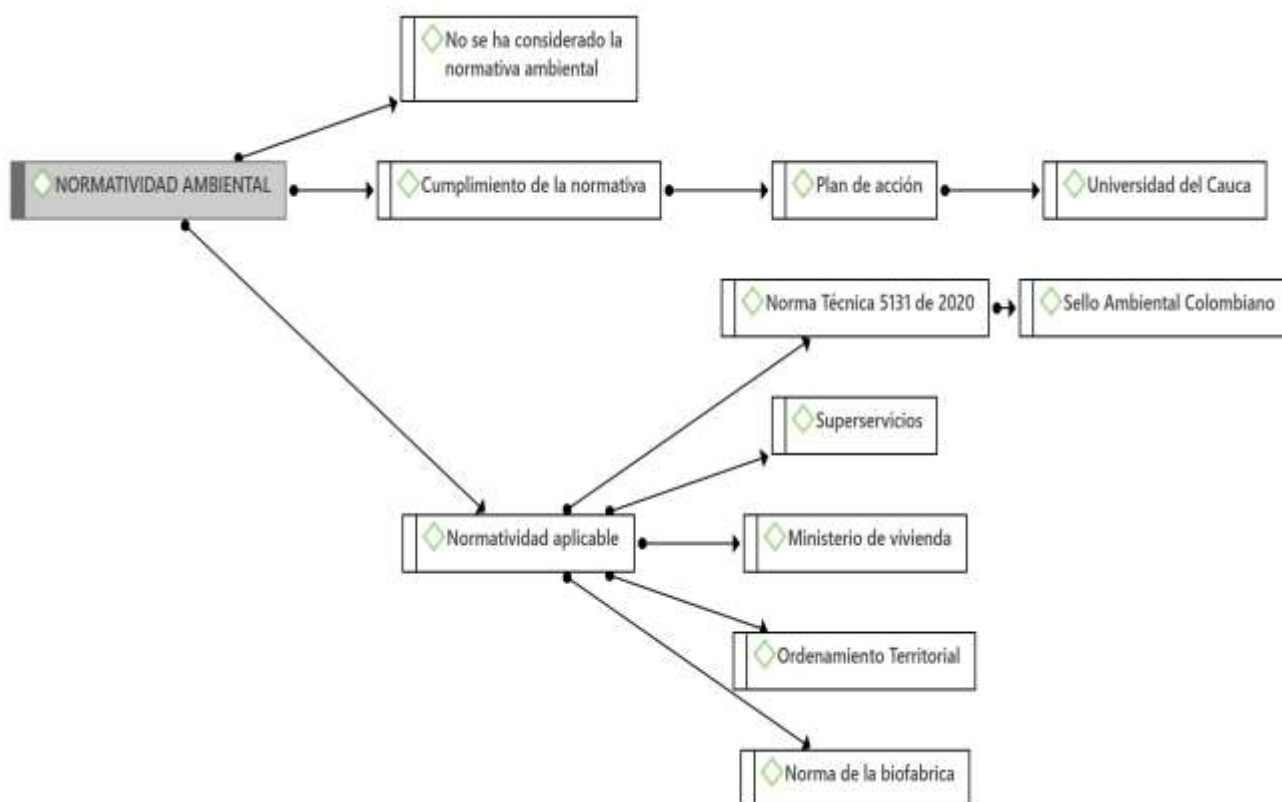 No se ha considerado la
normativa ambiental
NORMATIVIDAD AMBIENTAL
Cumplimiento de la normativa
Plan de acción
Universidad del Cauca
Norma Técnica 5131 de 2020
Sello Ambiental Colombiano
Superservicios
Normatividad aplicable
Ministerio de vivienda
Ordenamiento Territorial
Norma de la biofabrica